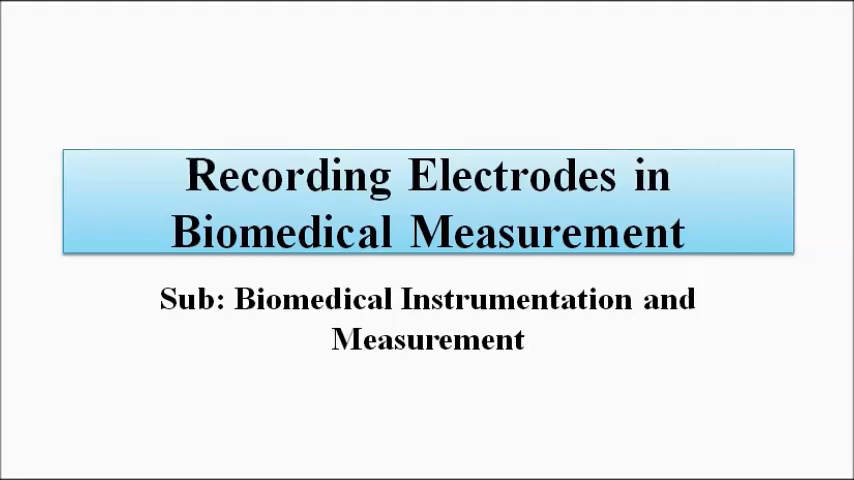 Recording Electrodes in
Biomedical Measurement
Sub: Biomedical Instrumentation and
Measurement